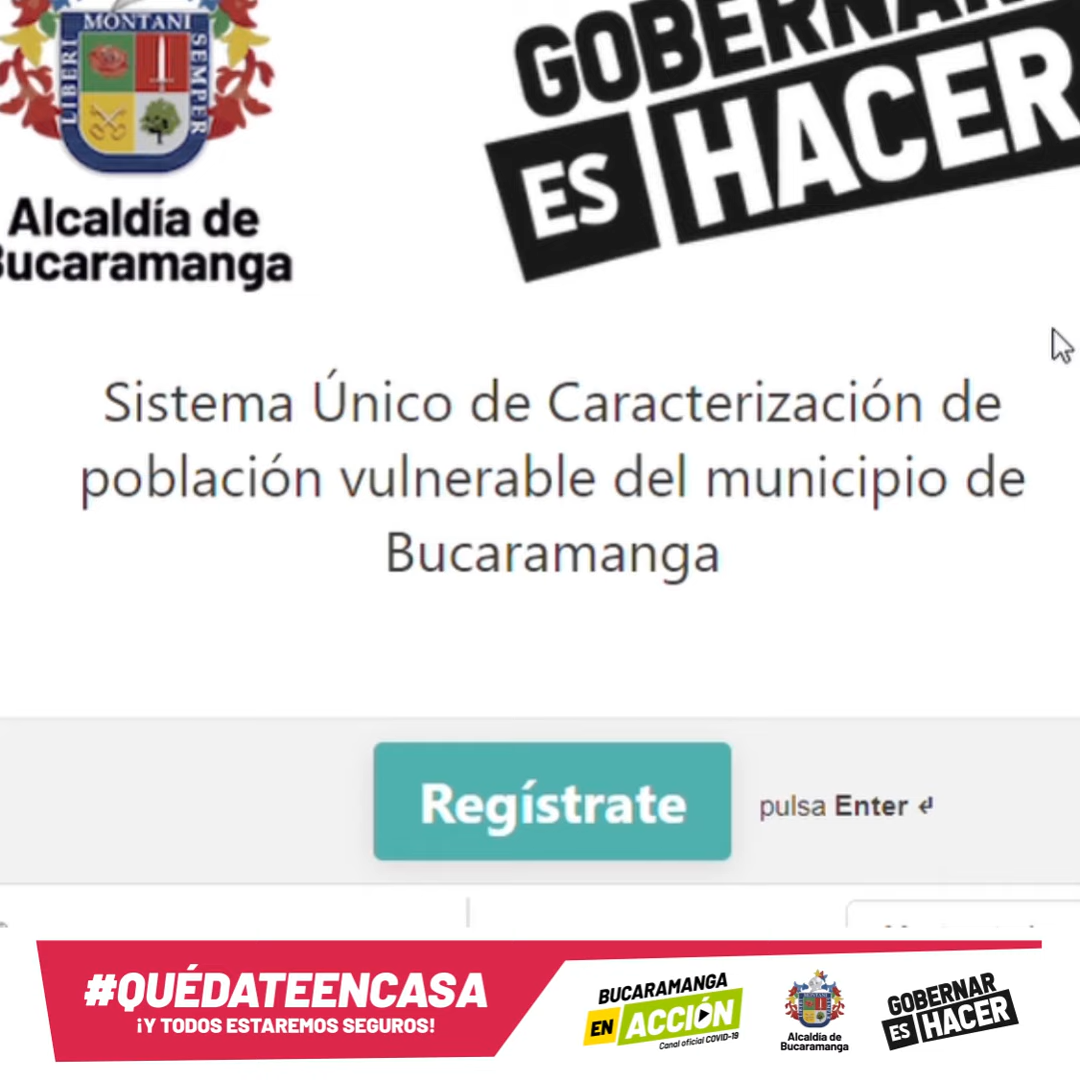 MONTANI
LIBERI
SEMPER
GOBERNAR
ES HACER
Alcaldía de
Bucaramanga
Sistema Único de Caracterización de
población vulnerable del municipio de
Bucaramanga
Regístrate
pulsa Enter ↵
#QUÉDATEENCASA
¡Y TODOS ESTAREMOS SEGUROS!
BUCARAMANGA
EN ACCIÓN
Canal oficial COVID-19
MONTANI
Alcaldía de
Bucaramanga
GOBERNAR
ES HACER